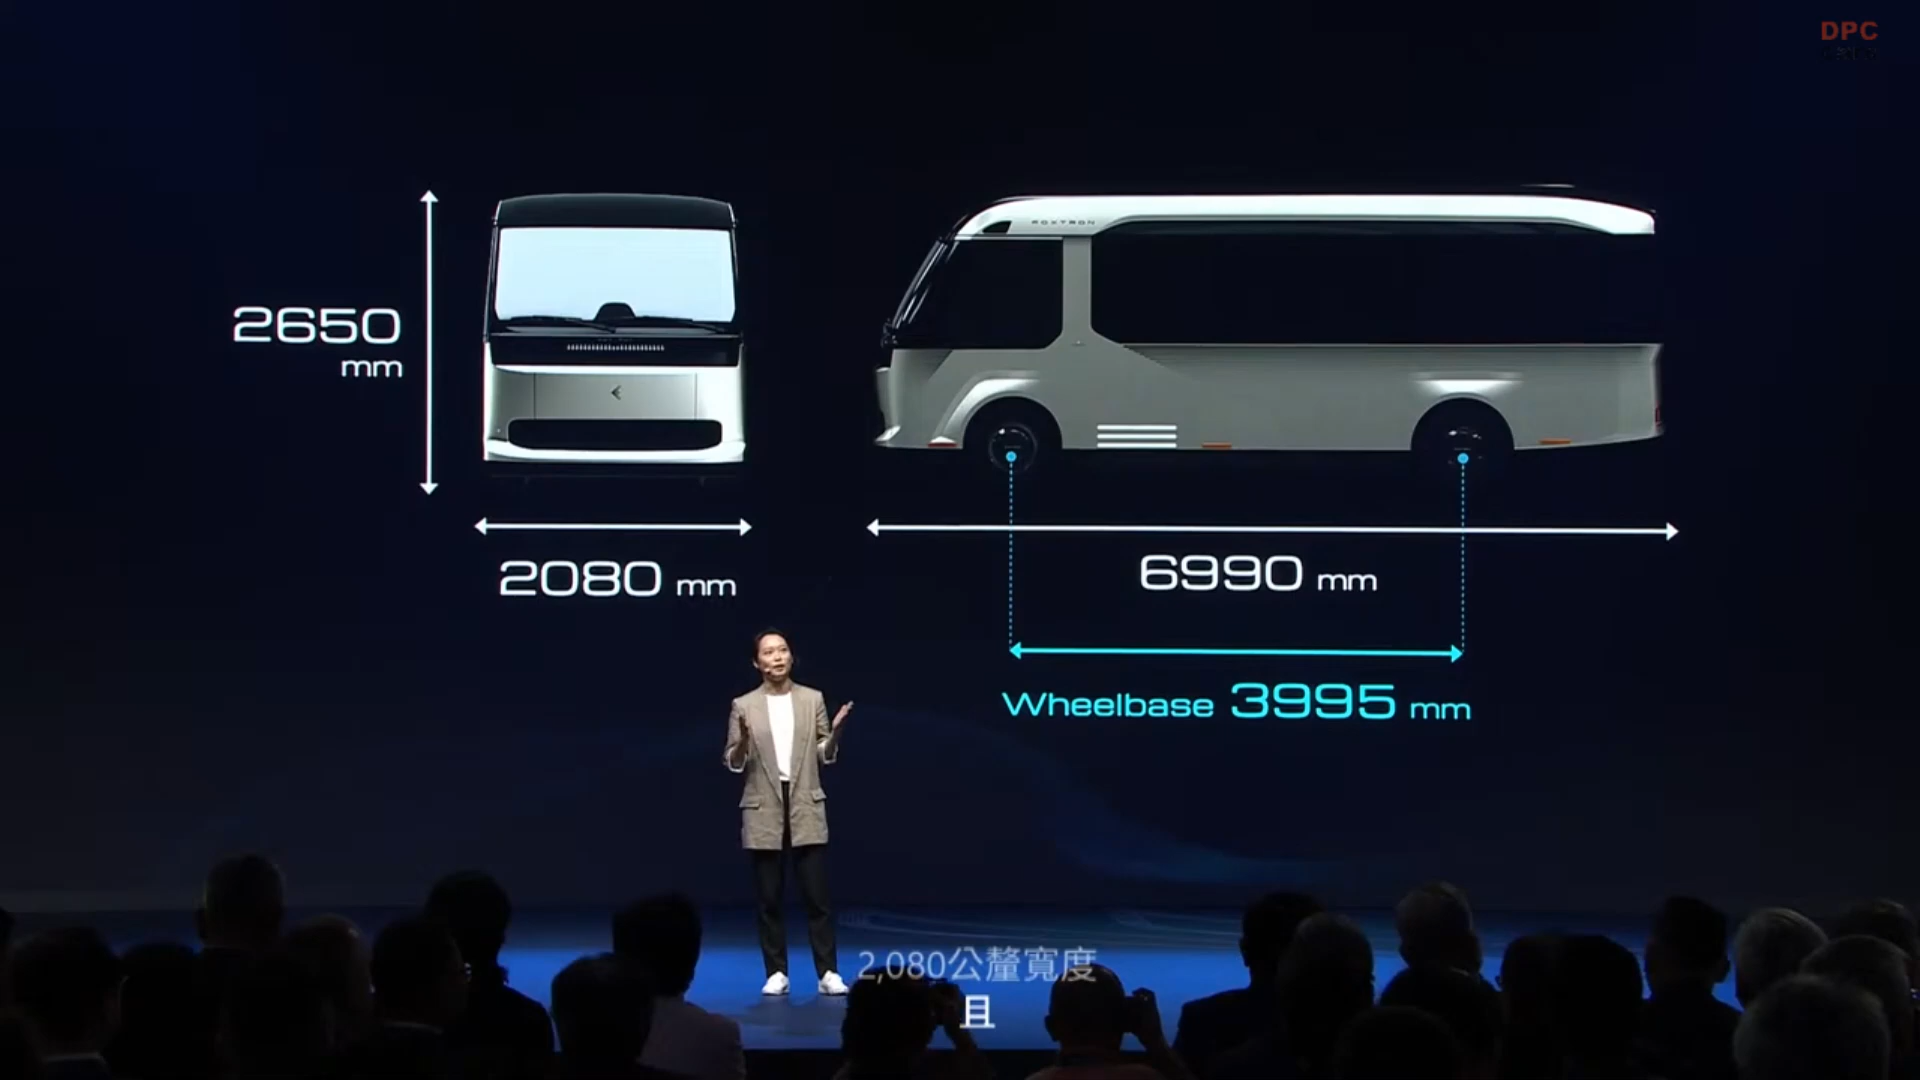 DPC
FOXTRON
2650
mm
2080 mm
6990 mm
Wheelbase 3995 mm
2,080公釐寬度
且